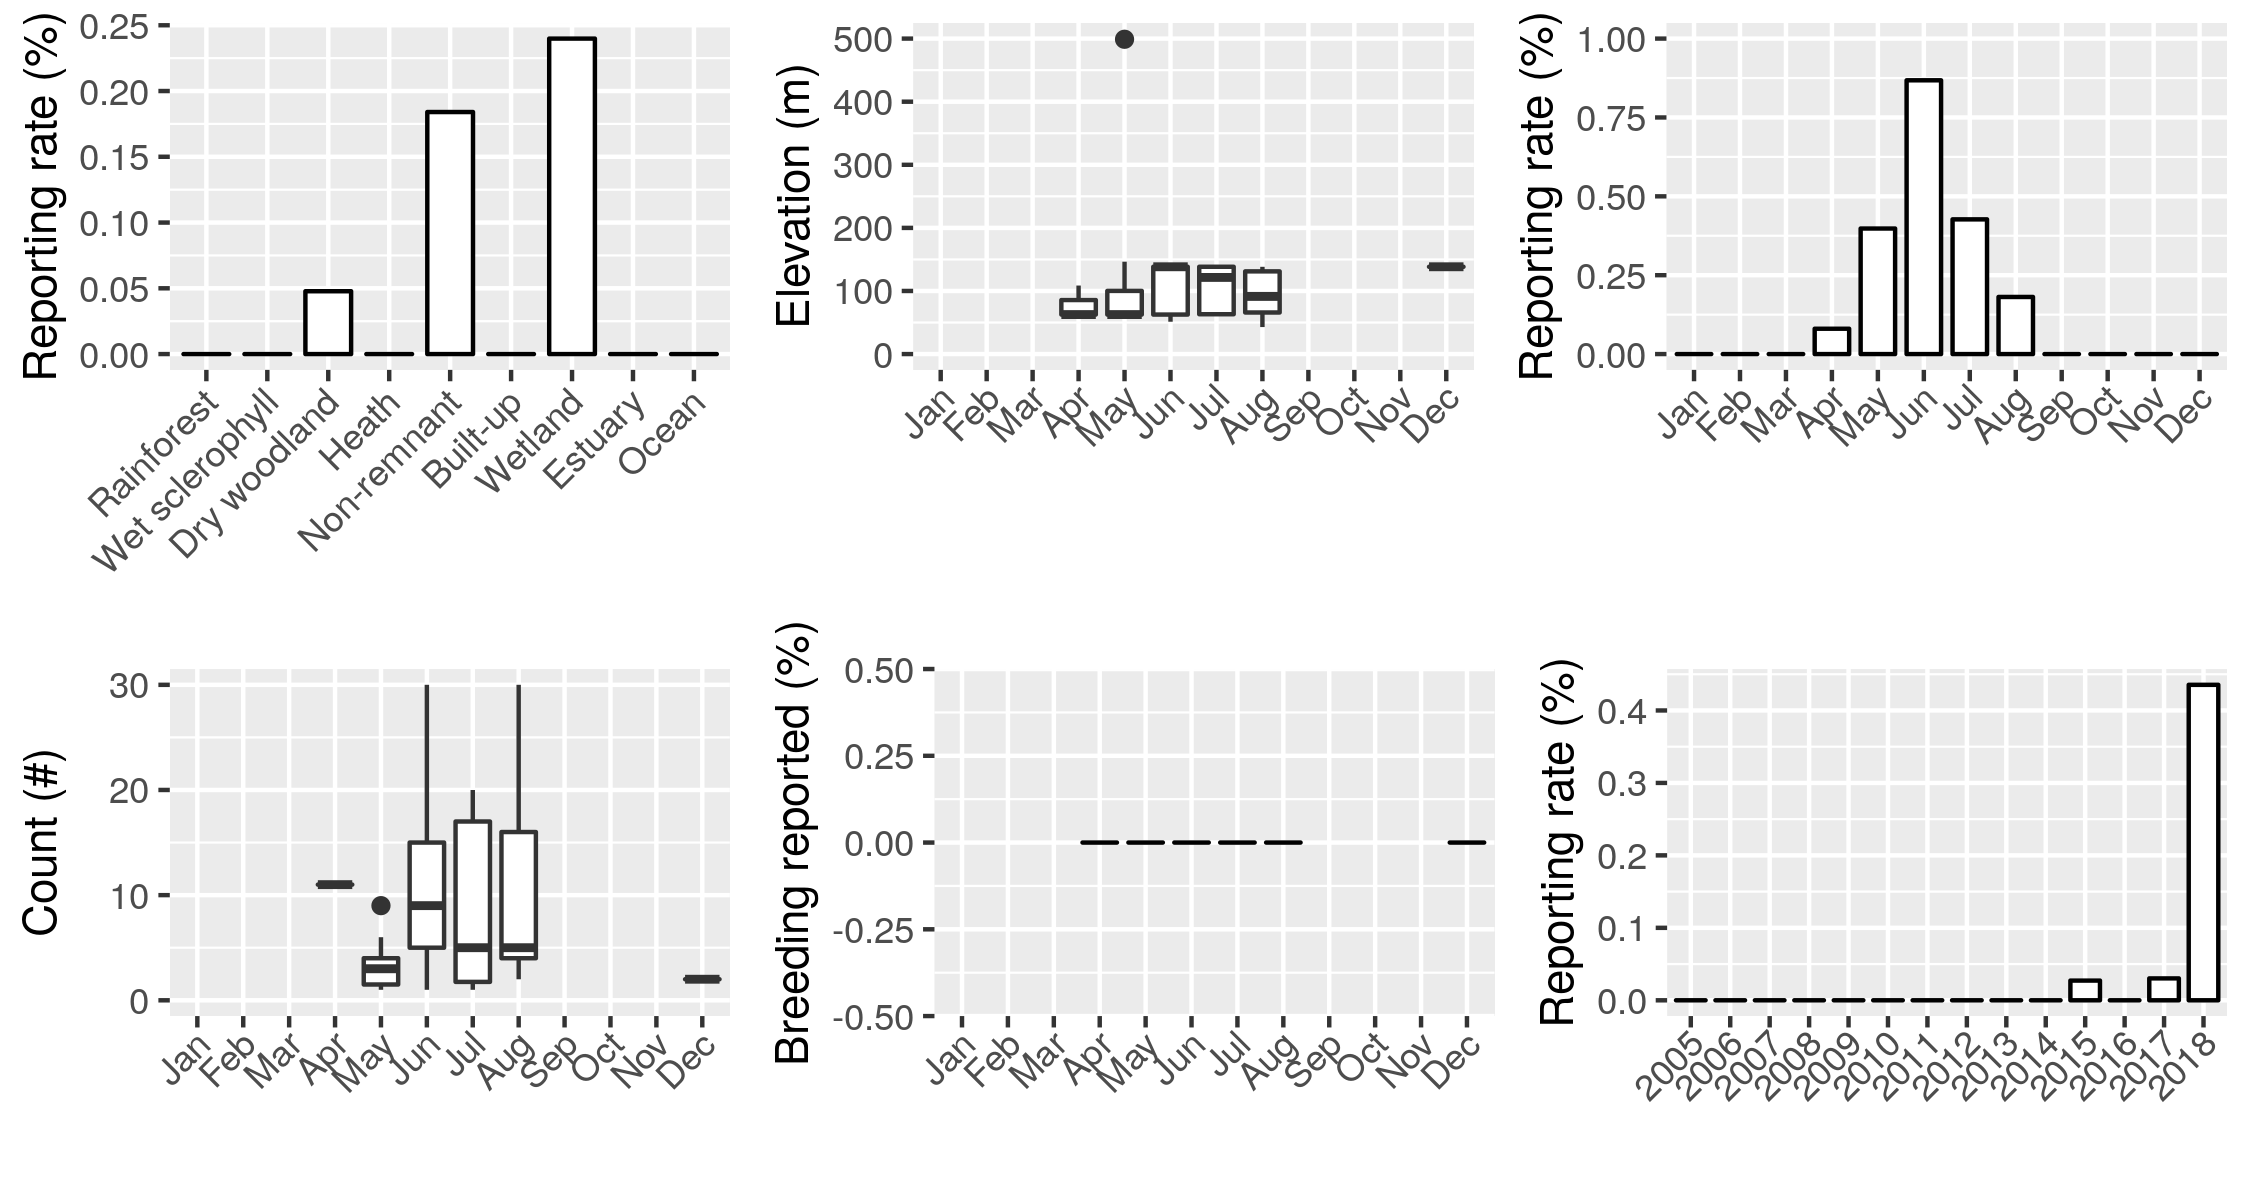 Reporting rate (%)
0.25
0.20
0.15
0.10
0.05
0.00
Rainforest
Wet sclerophyll
Dry woodland
Heath
Non-remnant
Built-up
Wetland
Estuary
Ocean
Elevation (m)
500
400
300
200
100
0
Jan
Feb
Mar
Apr
May
Jun
Jul
Aug
Sep
Oct
Nov
Dec
Reporting rate (%)
1.00
0.75
0.50
0.25
0.00
Jan
Feb
Mar
Apr
May
Jun
Jul
Aug
Sep
Oct
Nov
Dec
Count (#)
30
20
10
0
Jan
Feb
Mar
Apr
May
Jun
Jul
Aug
Sep
Oct
Nov
Dec
Breeding reported (%)
0.50
0.25
0.00
-0.25
-0.50
Jan
Feb
Mar
Apr
May
Jun
Jul
Aug
Sep
Oct
Nov
Dec
Reporting rate (%)
0.4
0.3
0.2
0.1
0.0
2005
2006
2007
2008
2009
2010
2011
2012
2013
2014
2015
2016
2017
2018